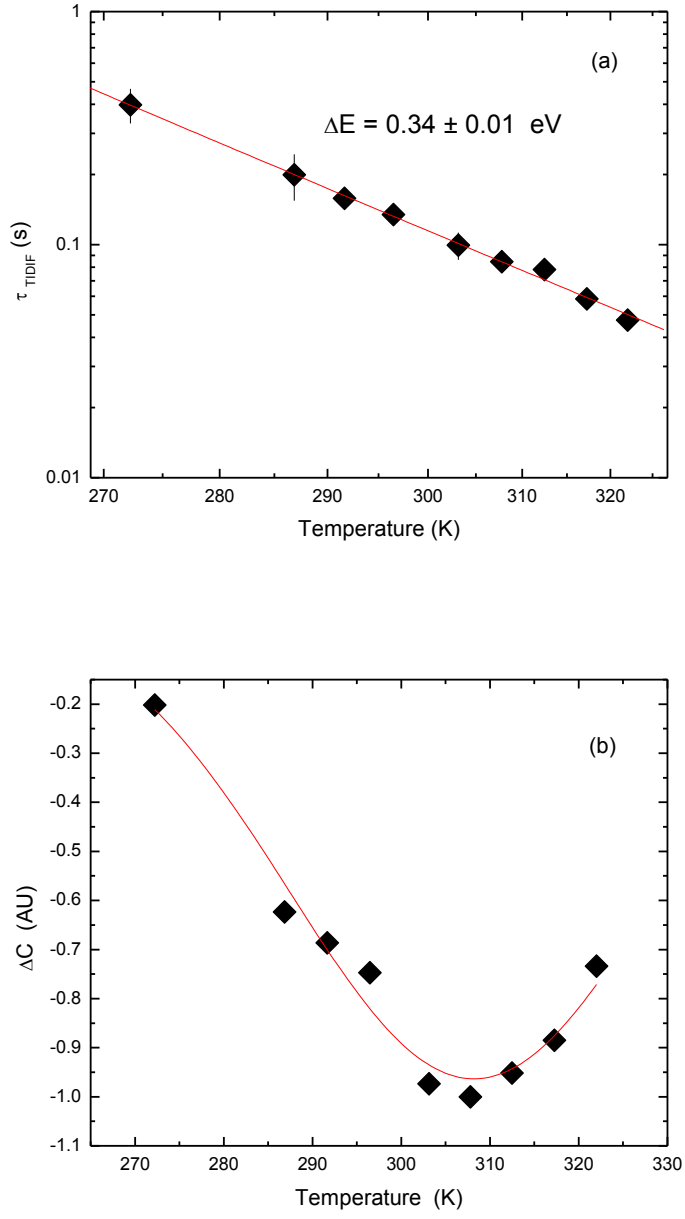 1
(a)
ΔE = 0.34 ± 0.01 eV
0.1
τ TIDIF (s)
0.01
270 280 290 300 310 320
Temperature (K)
-0.2
(b)
-0.3
-0.4
-0.5
-0.6
ΔC (AU)
-0.7
-0.8
-0.9
-1.0
-1.1
270 280 290 300 310 320 330
Temperature (K)